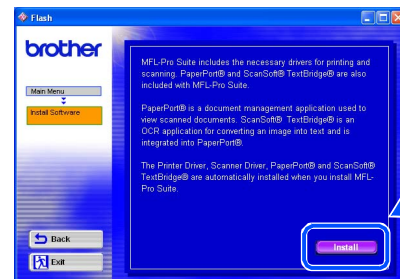 Flash
brother
Main Menu
Install Software
MFL-Pro Suite includes the necessary drivers for printing and
scanning. PaperPort® and ScanSoft® TextBridge® are also
included with MFL-Pro Suite.
PaperPort® is a document management application used to
view scanned documents. ScanSoft® TextBridge® is an
OCR application for converting an image into text and is
integrated into PaperPort®.
The Printer Driver, Scanner Driver, PaperPort® and ScanSoft®
TextBridge® are automatically installed when you install MFL-
Pro Suite.
Back
Exit
Install